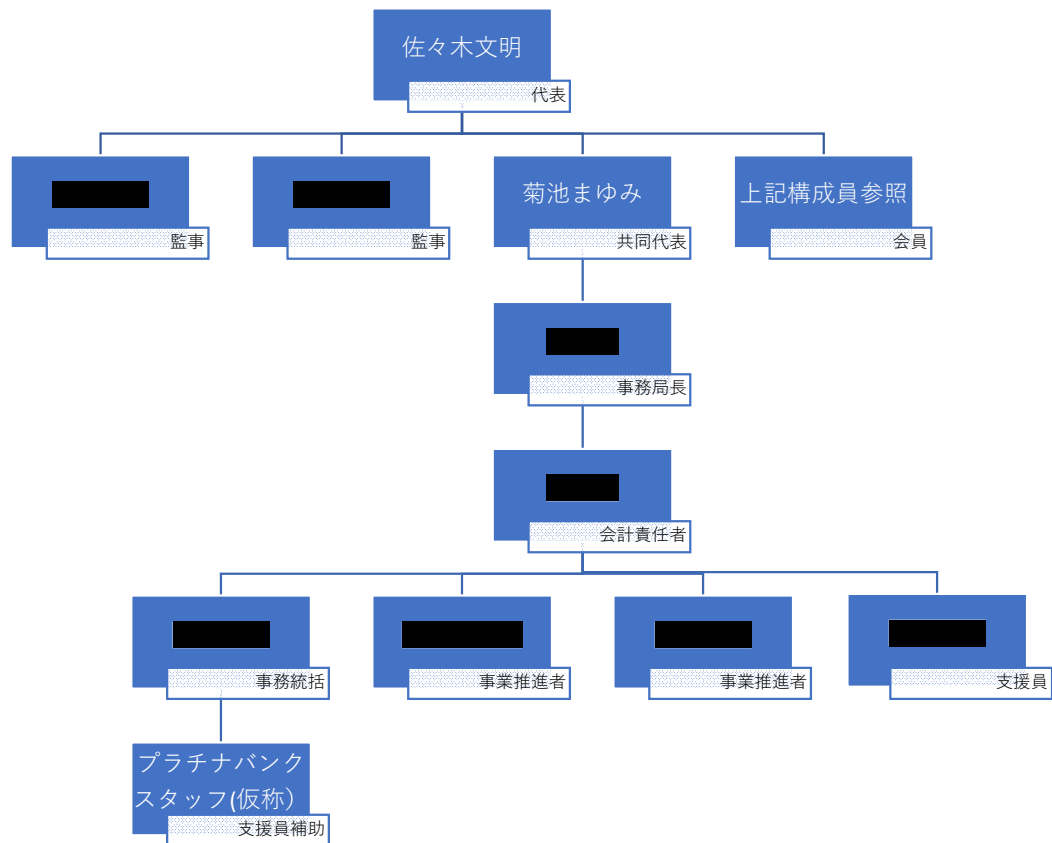 佐々木文明
代表
監事
監事
菊池まゆみ
共同代表
上記構成員参照
会員
事務局長
会計責任者
事務統括
事業推進者
事業推進者
支援員
プラチナバンク
スタッフ(仮称）
支援員補助